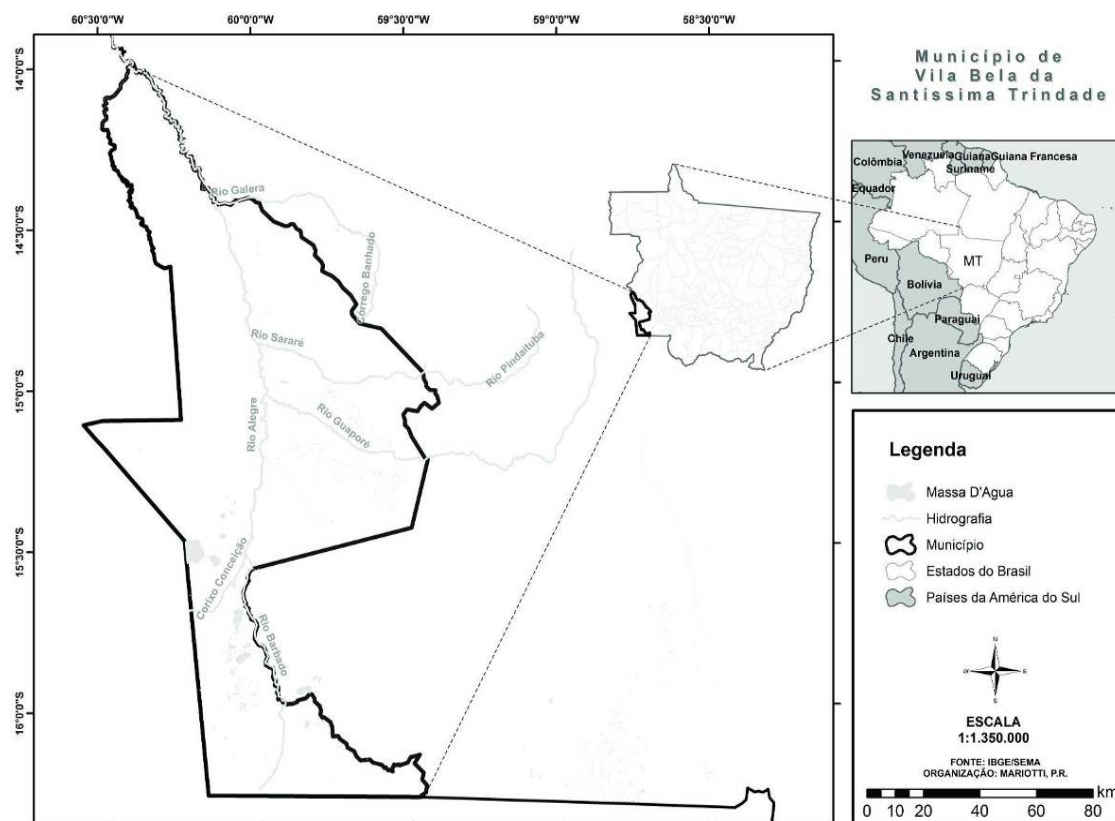 60°30'0"W
60°0'0"W
59°30'0"W
59°0'0"W
58°30'0"W
14°0'0"S
14°30'0"S
15°0'0"S
15°30'0"S
16°0'0"S
Rio Galera
Córrego Banhado
Rio Sararé
Rio Pindaituba
Rio Alegre
Rio Guaporé
Corixo Conceição
Rio Barbado
Município de
Vila Bela da
Santíssima Trindade
Colômbia
Venezuela
Guiana
Guiana Francesa
Suriname
Equador
Peru
MT
Bolívia
Paraguai
Chile
Argentina
Uruguai
Legenda
Massa D'Agua
Hidrografia
Município
Estados do Brasil
Países da América do Sul
N
W
E
S
ESCALA
1:1.350.000
FONTE: IBGE/SEMA
ORGANIZAÇÃO: MARIOTTI, P.R.
km
0 10 20 40 60 80